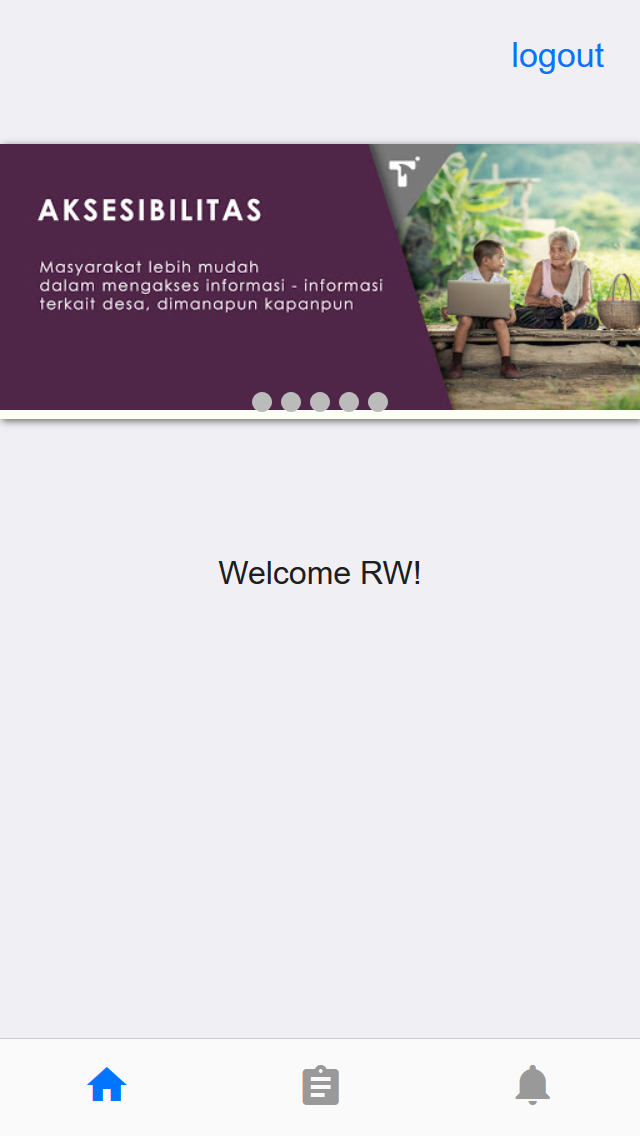 logout
AKSESIBILITAS
Masyarakat lebih mudah
dalam mengakses informasi - informasi
terkait desa, dimanapun kapanpun
Welcome RW!